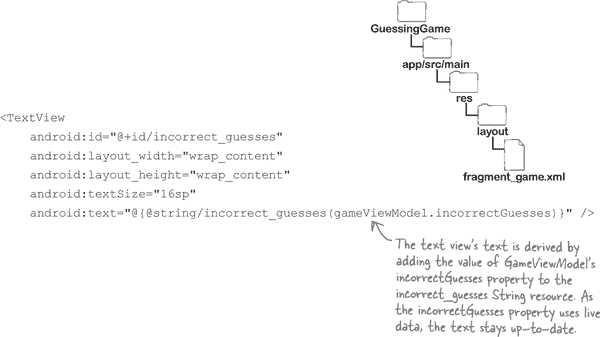 GuessingGame
app/src/main
res
layout
fragment_game.xml
<TextView
android:id="@+id/incorrect_guesses"
android:layout_width="wrap_content"
android:layout_height="wrap_content"
android:textSize="16sp"
android:text="@{@string/incorrect_guesses(gameViewModel.incorrectGuesses)}" />
The text view's text is derived by
adding the value of GameViewModel's
incorrectGuesses property to the
incorrect_guesses String resource. As
the incorrectGuesses property uses live
data, the text stays up-to-date.